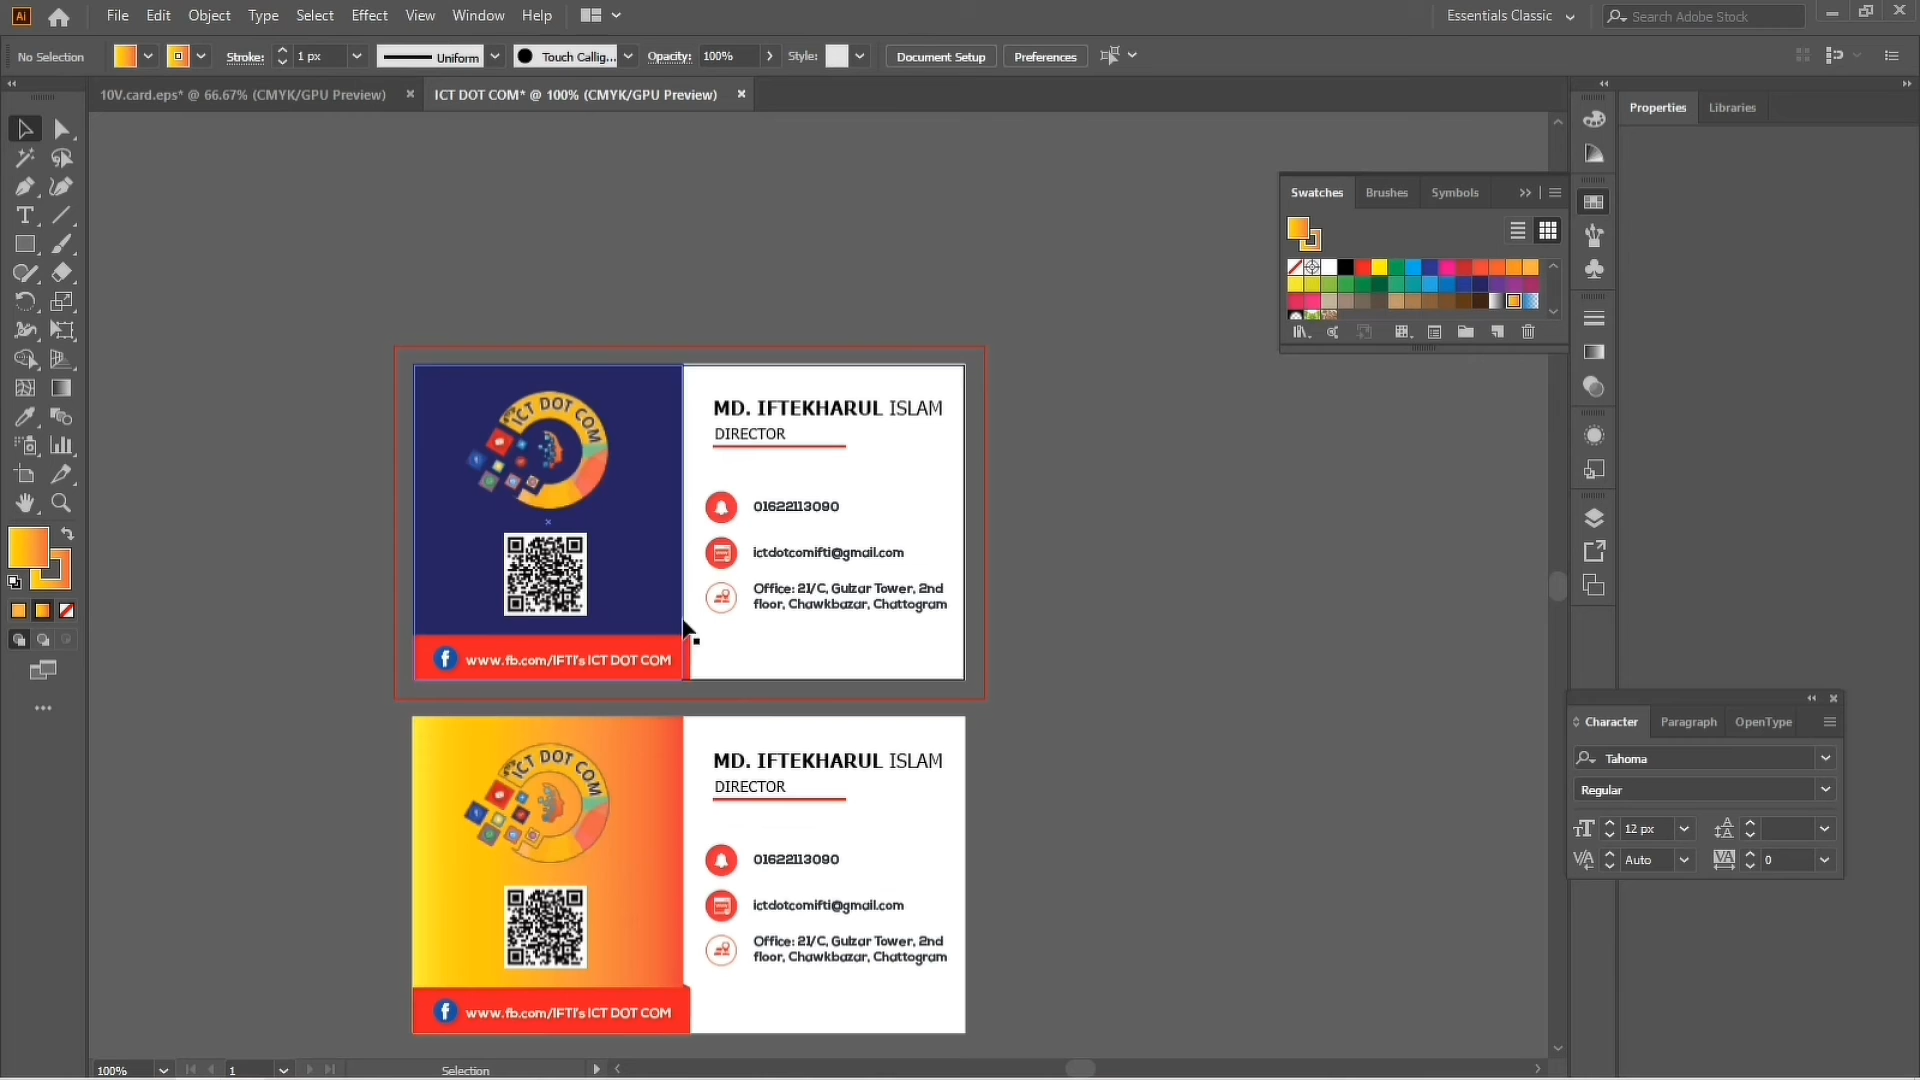 Ai File Edit Object Type Select Effect View Window Help Essentials Classic Search Adobe Stock
No Selection Stroke: 1 px Uniform Touch Callig... Opacity: 100% Style: Document Setup Preferences
10V.card.eps* @ 66.67% (CMYK/GPU Preview) ICT DOT COM* @ 100% (CMYK/GPU Preview)
Properties Libraries
Swatches Brushes Symbols
ICT DOT COM
MD. IFTEKHARUL ISLAM
DIRECTOR
01622113090
ictdotcomifti@gmail.com
Office: 21/C, Gulzar Tower, 2nd
floor, Chawkbazar, Chattogram
www.fb.com/IFTI's ICT DOT COM
ICT DOT COM
MD. IFTEKHARUL ISLAM
DIRECTOR
01622113090
ictdotcomifti@gmail.com
Office: 21/C, Gulzar Tower, 2nd
floor, Chawkbazar, Chattogram
www.fb.com/IFTI's ICT DOT COM
Character Paragraph OpenType
Tahoma
Regular
12 px
Auto 0
100% 1 Selection